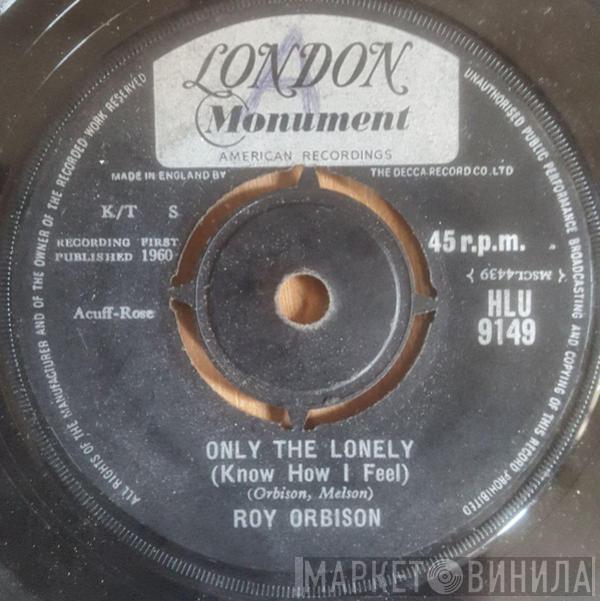 LONDON
A
Monument
AMERICAN RECORDINGS
MADE IN ENGLAND BY THE DECCA RECORD CO. LTD
K/T S
RECORDING FIRST
PUBLISHED 1960
Acuff-Rose
45 r.p.m.
{ MSCL4439 }
HLU
9149
ONLY THE LONELY
(Know How I Feel)
(Orbison, Melson)
ROY ORBISON
ALL RIGHTS OF THE MANUFACTURER AND OF THE OWNER OF THE RECORDED WORK RESERVED
UNAUTHORISED PUBLIC PERFORMANCE BROADCASTING AND COPYING OF THIS RECORD PROHIBITED
МАРКЕТ ВИНИЛА